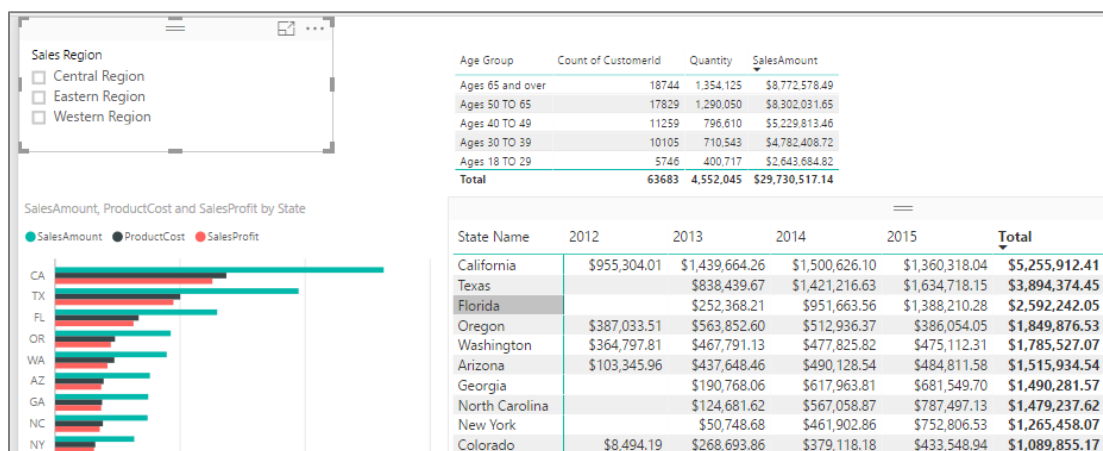 Sales Region
Central Region
Eastern Region
Western Region
Age Group Count of CustomerId Quantity SalesAmount
Ages 65 and over 18744 1,354,125 $8,772,578.49
Ages 50 TO 65 17829 1,290,050 $8,302,031.65
Ages 40 TO 49 11259 796,610 $5,229,813.46
Ages 30 TO 39 10105 710,543 $4,782,408.72
Ages 18 TO 29 5746 400,717 $2,643,684.82
Total 63683 4,552,045 $29,730,517.14
SalesAmount, ProductCost and SalesProfit by State
SalesAmount ProductCost SalesProfit
CA
TX
FL
OR
WA
AZ
GA
NC
NY
State Name 2012 2013 2014 2015 Total
California $955,304.01 $1,439,664.26 $1,500,626.10 $1,360,318.04 $5,255,912.41
Texas $838,439.67 $1,421,216.63 $1,634,718.15 $3,894,374.45
Florida $252,368.21 $951,663.56 $1,388,210.28 $2,592,242.05
Oregon $387,033.51 $563,852.60 $512,936.37 $386,054.05 $1,849,876.53
Washington $364,797.81 $467,791.13 $477,825.82 $475,112.31 $1,785,527.07
Arizona $103,345.96 $437,648.46 $490,128.54 $484,811.58 $1,515,934.54
Georgia $190,768.06 $617,963.81 $681,549.70 $1,490,281.57
North Carolina $124,681.62 $567,058.87 $787,497.13 $1,479,237.62
New York $50,748.68 $461,902.86 $752,806.53 $1,265,458.07
Colorado $8,494.19 $268,693.86 $379,118.18 $433,548.94 $1,089,855.17